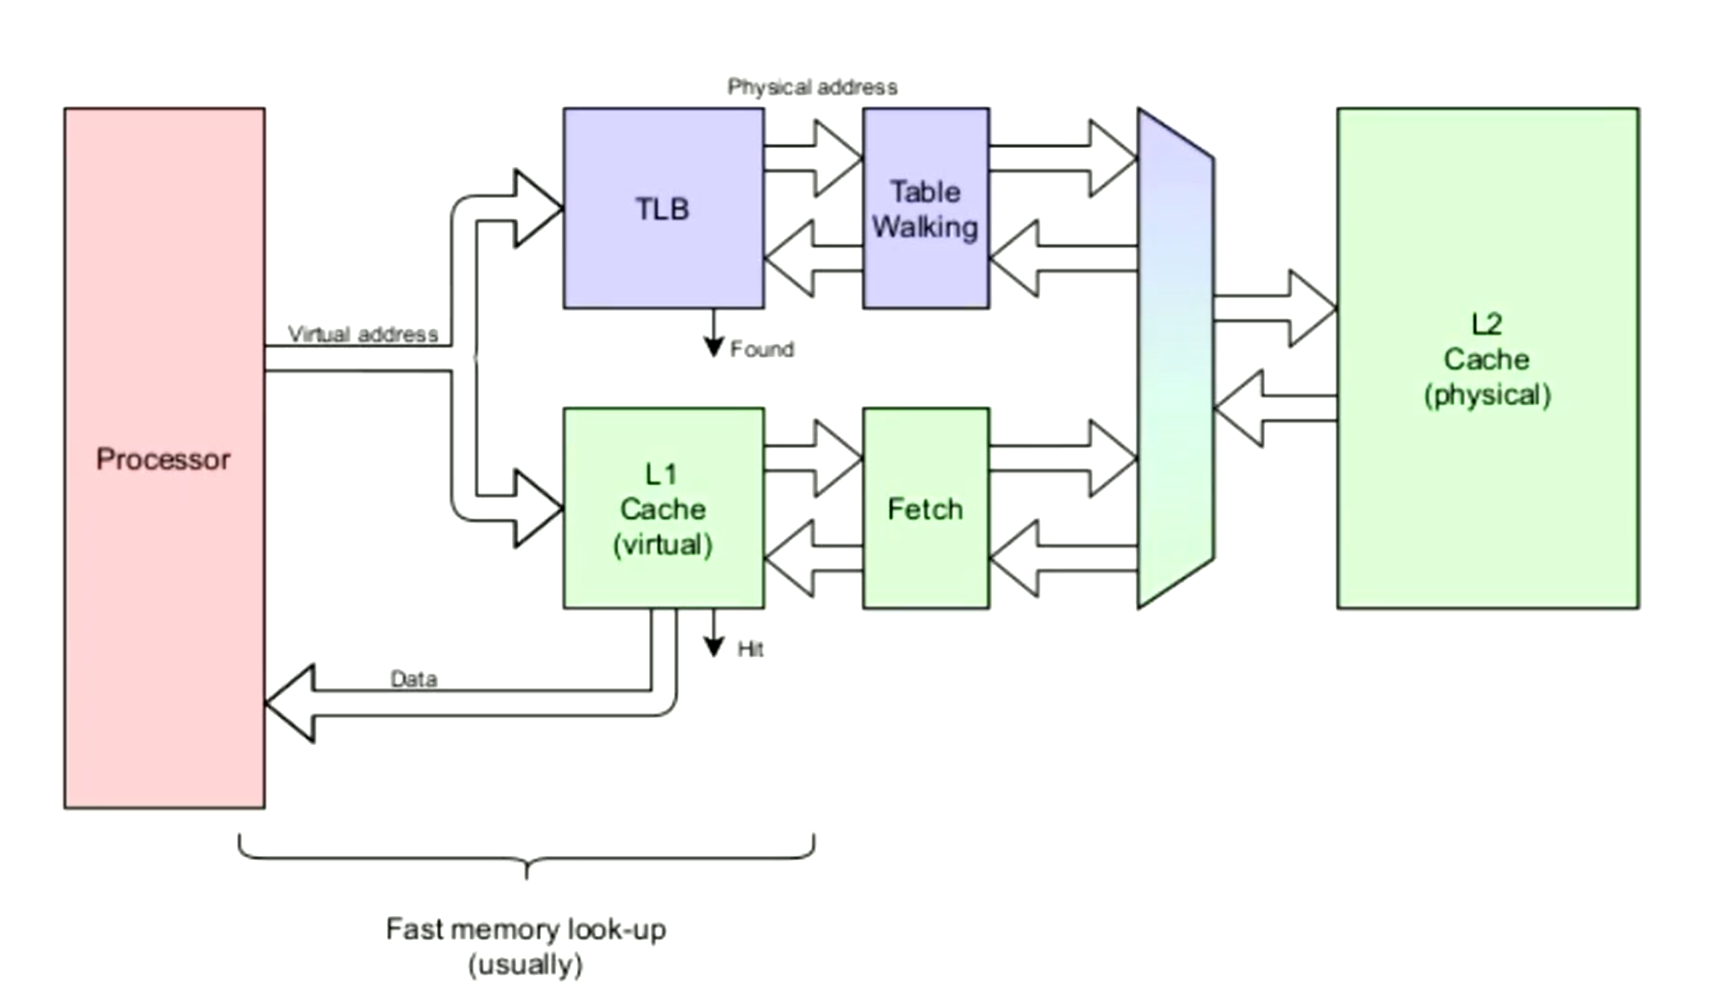 Physical address
TLB
Table
Walking
Virtual address
Found
L2
Cache
(physical)
Processor
L1
Cache
(virtual)
Fetch
Hit
Data
Fast memory look-up
(usually)